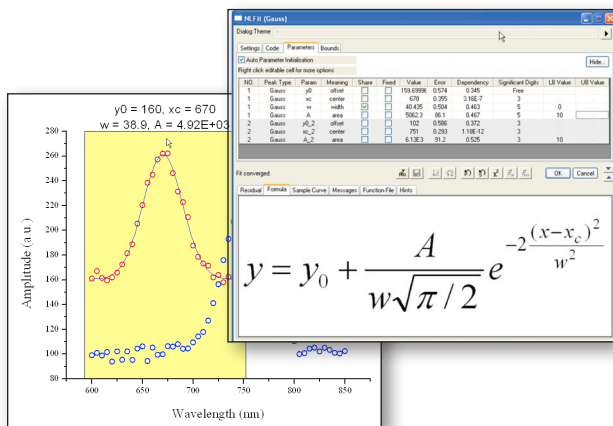 NLFit (Gauss)
Dialog Theme
Settings Code Parameters Bounds
Auto Parameter Initialization
Hide...
Right click editable cell for more options
NO. Peak Type Param Meaning Share Fixed Value Error Dependency Significant Digits LB Value UB Value
1 Gauss y0 offset 159.69996 0.574 0.345 Free
1 Gauss xc center 670 0.355 3.16E-7 3
1 Gauss w width 40.435 0.504 0.463 5 0
1 Gauss A area 5062.3 86.1 0.467 5 10
2 Gauss y0_2 offset 102 0.586 0.372 3
2 Gauss xc_2 center 751 0.293 1.18E-12 3
2 Gauss A_2 area 6.13E3 91.2 0.525 3 10
Fit converged
OK Cancel
Residual Formula Sample Curve Messages Function File Hints
y = y0 + A / (w√π / 2) e^(-2 (x-xc)^2 / w^2)
y0 = 160, xc = 670
w = 38.9, A = 4.92E+03
280
260
240
220
200
180
160
140
120
100
80
Amplitude (a.u.)
600 650 700 750 800 850
Wavelength (nm)